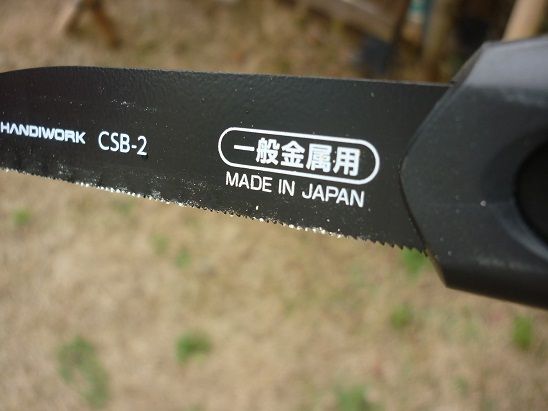 HANDIWORK CSB-2
一般金属用
MADE IN JAPAN